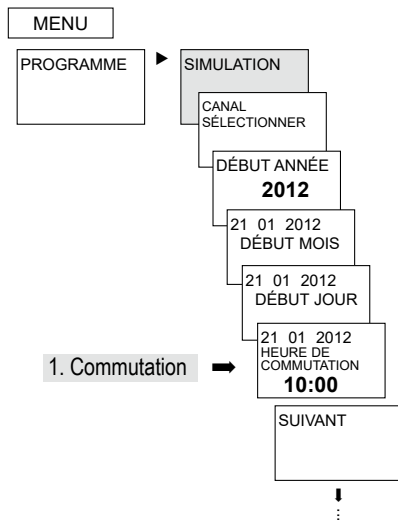 MENU
PROGRAMME
SIMULATION
CANAL
SÉLECTIONNER
DÉBUT ANNÉE
2012
21 01 2012
DÉBUT MOIS
21 01 2012
DÉBUT JOUR
21 01 2012
HEURE DE
COMMUTATION
10:00
1. Commutation
SUIVANT